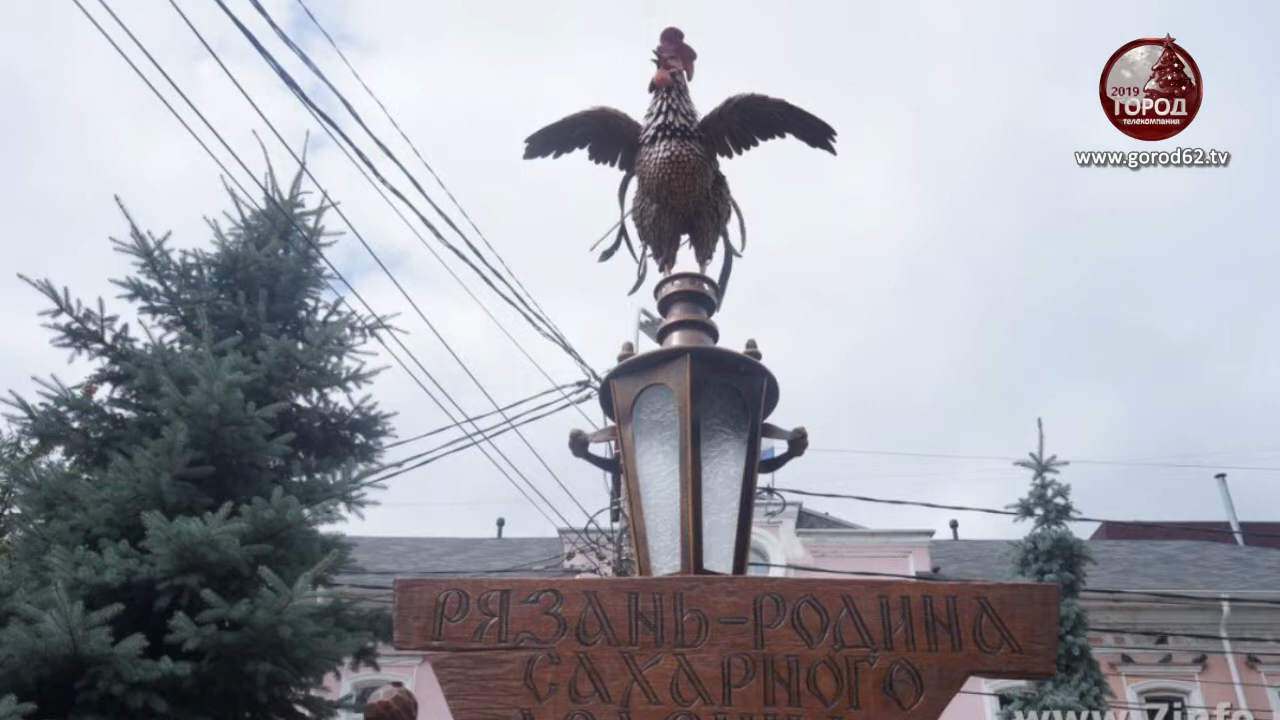 2019
ГОРОД
телекомпания
www.gorod62.tv
РЯЗАНЬ-РОДИНА
САХАРНОГО